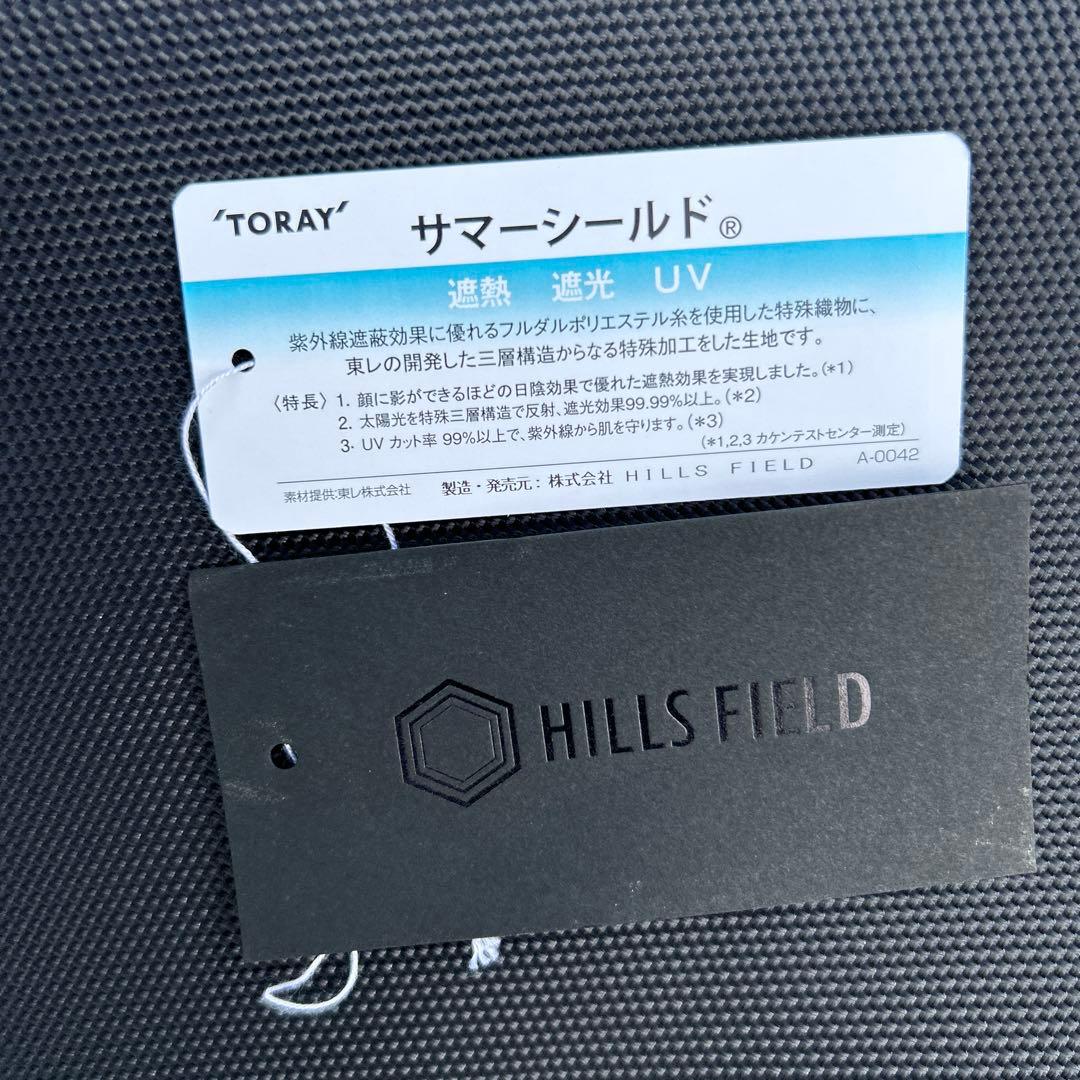 'TORAY'
サマーシールド®
遮熱 遮光 UV
紫外線遮蔽効果に優れるフルダルポリエステル糸を使用した特殊織物に、
東レの開発した三層構造からなる特殊加工をした生地です。
〈特長〉 1. 顔に影ができるほどの日陰効果で優れた遮熱効果を実現しました。(*1)
2. 太陽光を特殊三層構造で反射、遮光効果99.99%以上。(*2)
3. UV カット率 99%以上で、紫外線から肌を守ります。(*3)
(*1,2,3 カケンテストセンター測定)
素材提供:東レ株式会社 製造・発売元: 株式会社 HILLS FIELD A-0042
HILLS FIELD